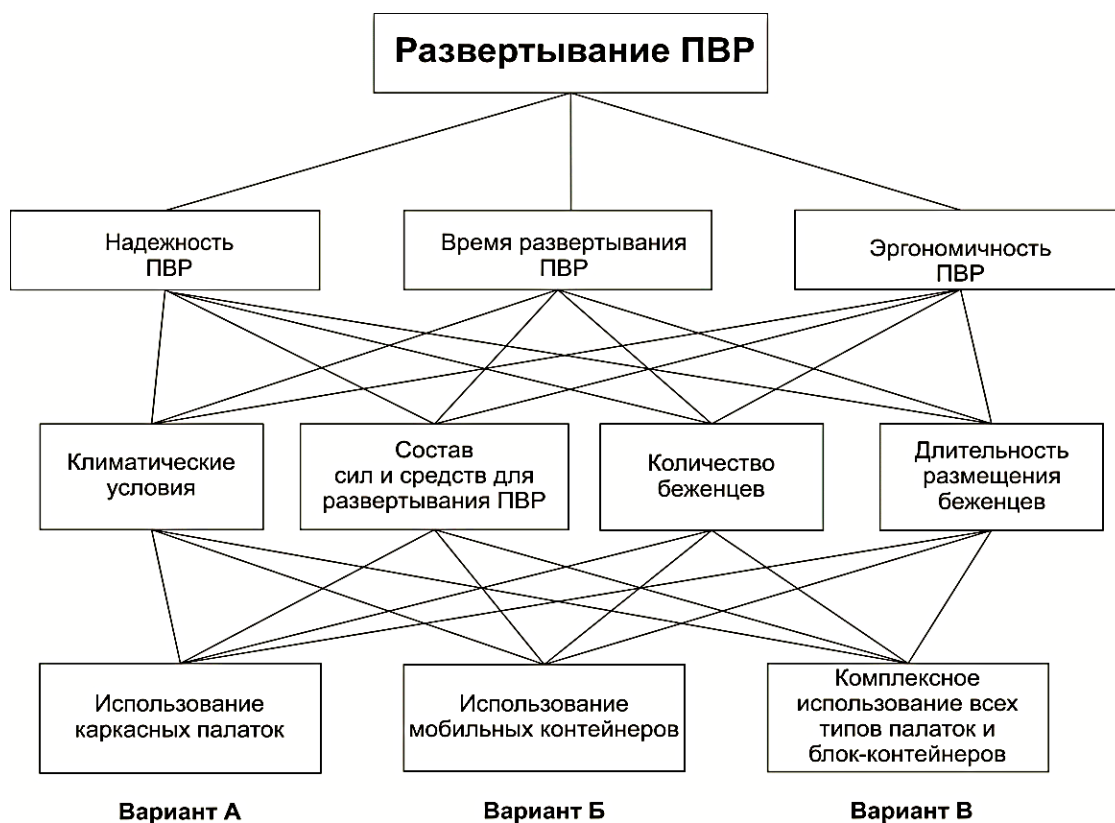 Развертывание ПВР
Надежность
ПВР
Время развертывания
ПВР
Эргономичность
ПВР
Климатические
условия
Состав
сил и средств для
развертывания ПВР
Количество
беженцев
Длительность
размещения
беженцев
Использование
каркасных палаток
Использование
мобильных контейнеров
Комплексное
использование всех
типов палаток и
блок-контейнеров
Вариант А
Вариант Б
Вариант В